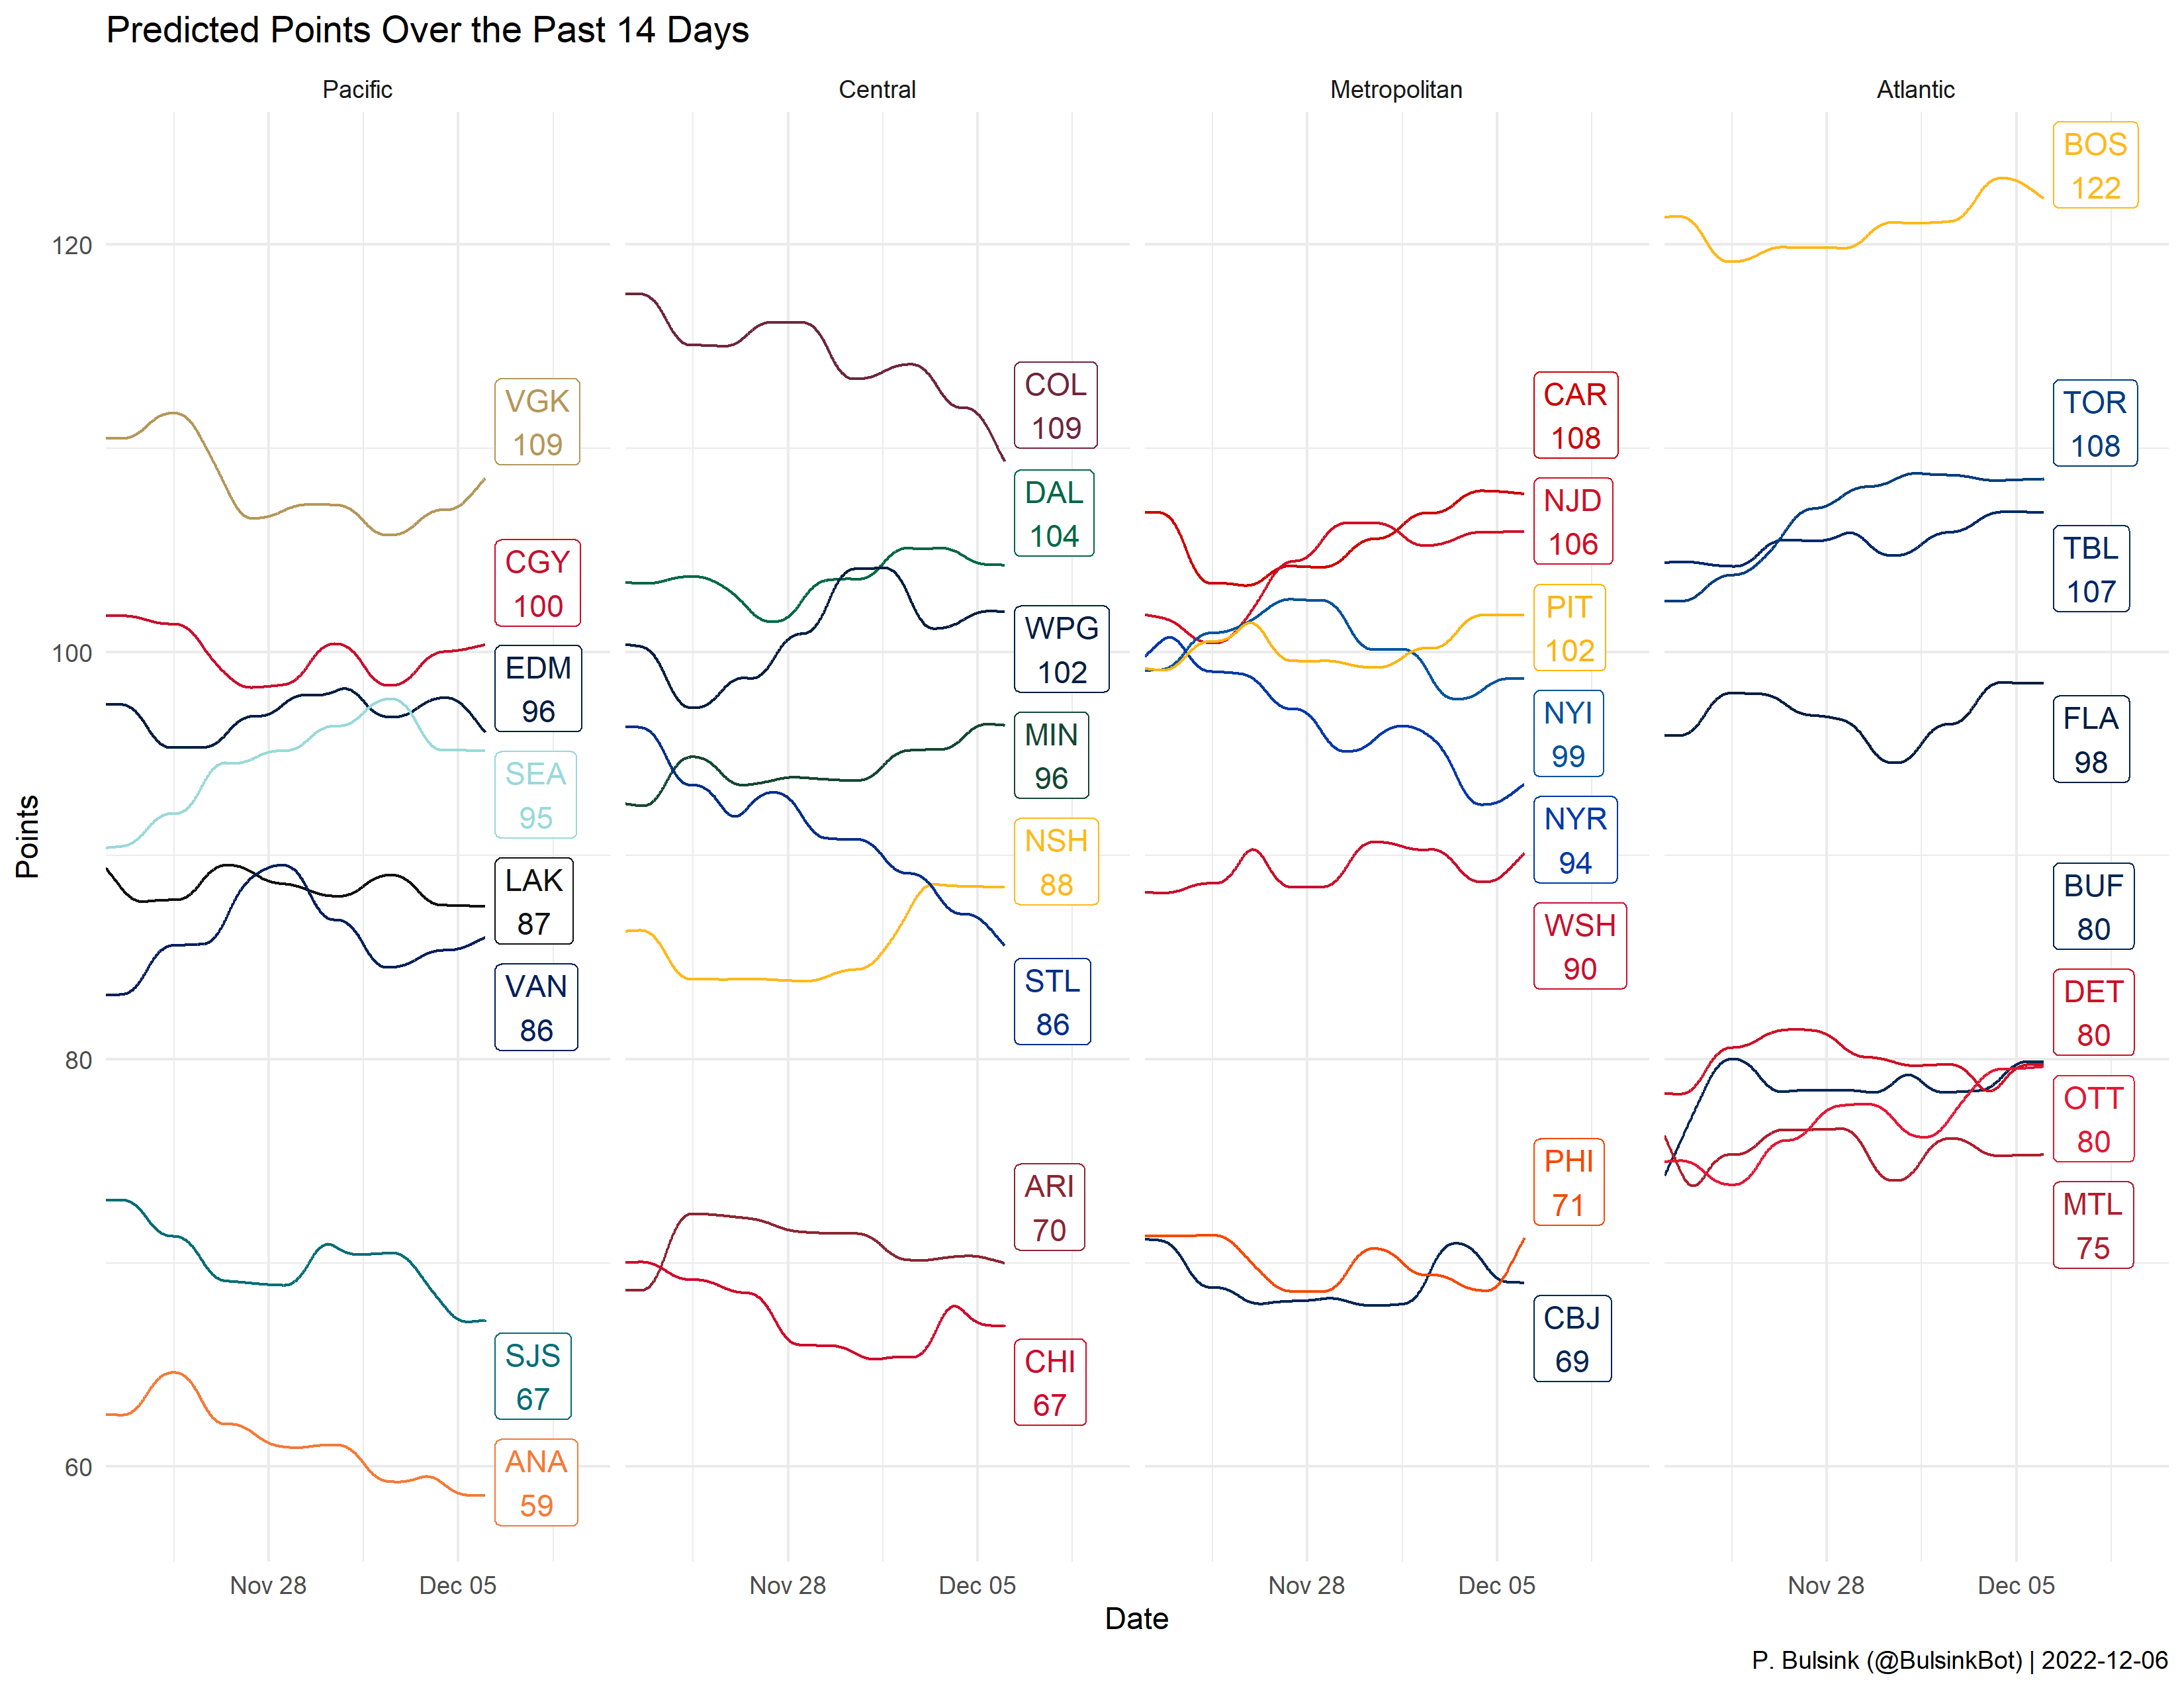 Predicted Points Over the Past 14 Days
Pacific
Central
Metropolitan
Atlantic
Points
120
100
80
60
VGK
109
CGY
100
EDM
96
SEA
95
LAK
87
VAN
86
SJS
67
ANA
59
COL
109
DAL
104
WPG
102
MIN
96
NSH
88
STL
86
ARI
70
CHI
67
CAR
108
NJD
106
PIT
102
NYI
99
NYR
94
WSH
90
PHI
71
CBJ
69
BOS
122
TOR
108
TBL
107
FLA
98
BUF
80
DET
80
OTT
80
MTL
75
Nov 28
Dec 05
Nov 28
Dec 05
Nov 28
Dec 05
Nov 28
Dec 05
Date
P. Bulsink (@BulsinkBot) | 2022-12-06